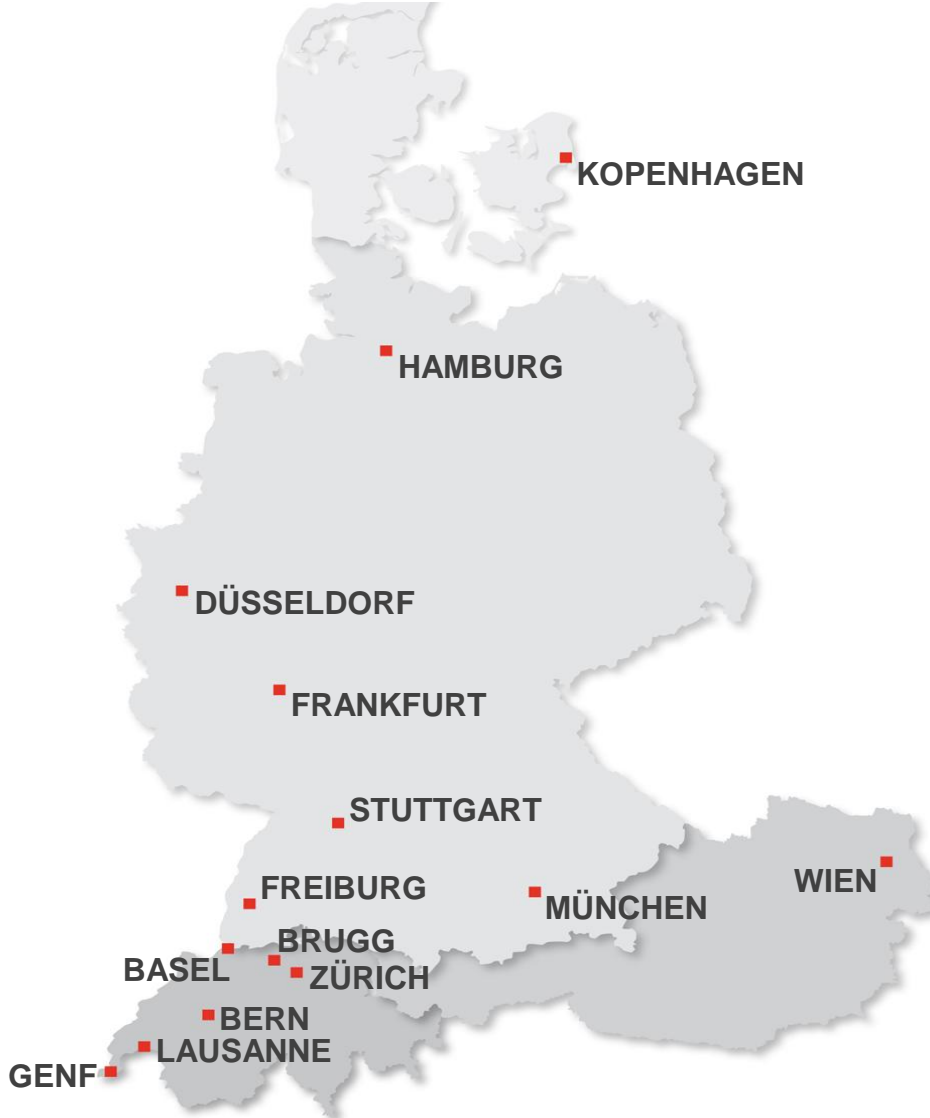 KOPENHAGEN
HAMBURG
DÜSSELDORF
FRANKFURT
STUTTGART
WIEN
FREIBURG
MÜNCHEN
BRUGG
BASEL
ZÜRICH
BERN
LAUSANNE
GENF